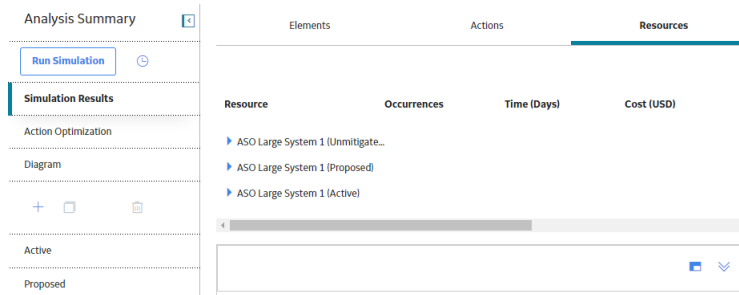 Analysis Summary
Run Simulation
Simulation Results
Action Optimization
Diagram
Active
Proposed
Elements Actions Resources
Resource Occurrences Time (Days) Cost (USD)
ASO Large System 1 (Unmitigate...
ASO Large System 1 (Proposed)
ASO Large System 1 (Active)